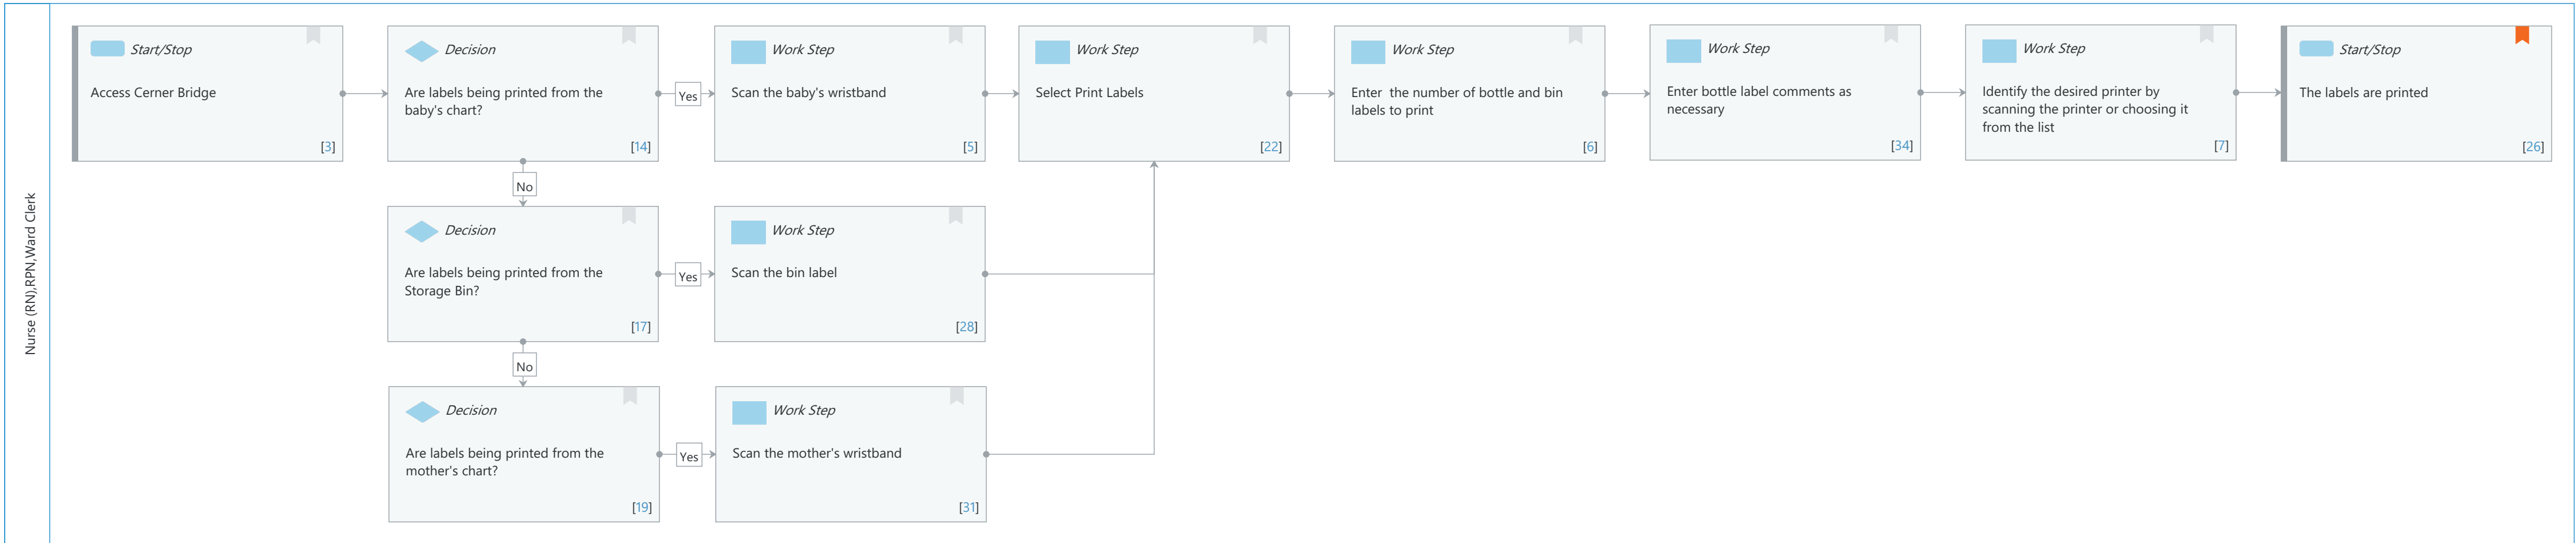 Nurse (RN),RPN,Ward Clerk
Start/Stop
Access Cerner Bridge
[3]
Decision
Are labels being printed from the
baby's chart?
[14]
Yes
Work Step
Scan the baby's wristband
[5]
Work Step
Select Print Labels
[22]
Work Step
Enter  the number of bottle and bin
labels to print
[6]
Work Step
Enter bottle label comments as
necessary
[34]
Work Step
Identify the desired printer by
scanning the printer or choosing it
from the list
[7]
Start/Stop
The labels are printed
[26]
No
Decision
Are labels being printed from the
Storage Bin?
[17]
Yes
Work Step
Scan the bin label
[28]
No
Decision
Are labels being printed from the
mother's chart?
[19]
Yes
Work Step
Scan the mother's wristband
[31]